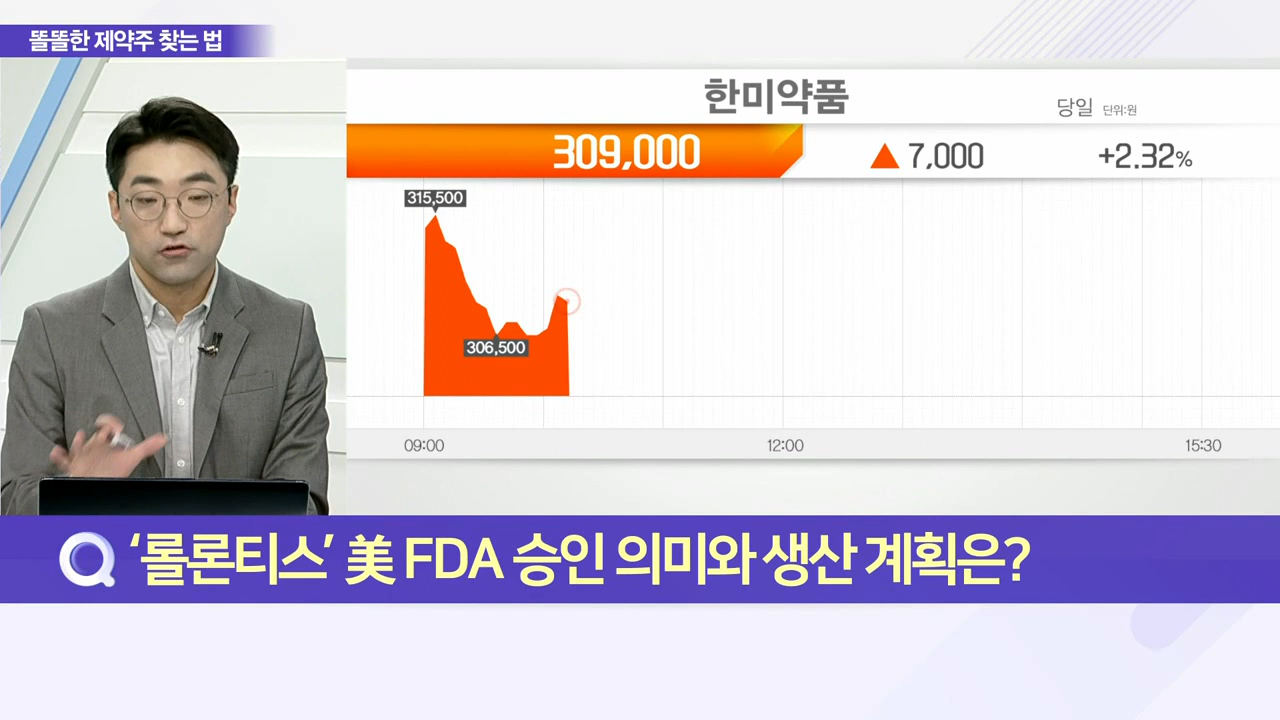 똘똘한 제약주 찾는 법
한미약품
당일 단위:원
309,000 ▲ 7,000 +2.32%
315,500
306,500
09:00 12:00 15:30
Q ‘롤론티스’ 美 FDA 승인 의미와 생산 계획은?